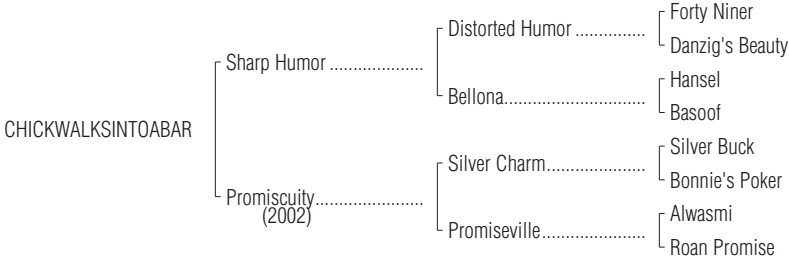 Forty Niner
Distorted Humor ...............
Danzig's Beauty
Sharp Humor ....................
Hansel
Bellona..............................
Basoof
CHICKWALKSINTOABAR
Silver Buck
Silver Charm.....................
Bonnie's Poker
Promiscuity.......................
(2002)
Alwasmi
Promiseville......................
Roan Promise